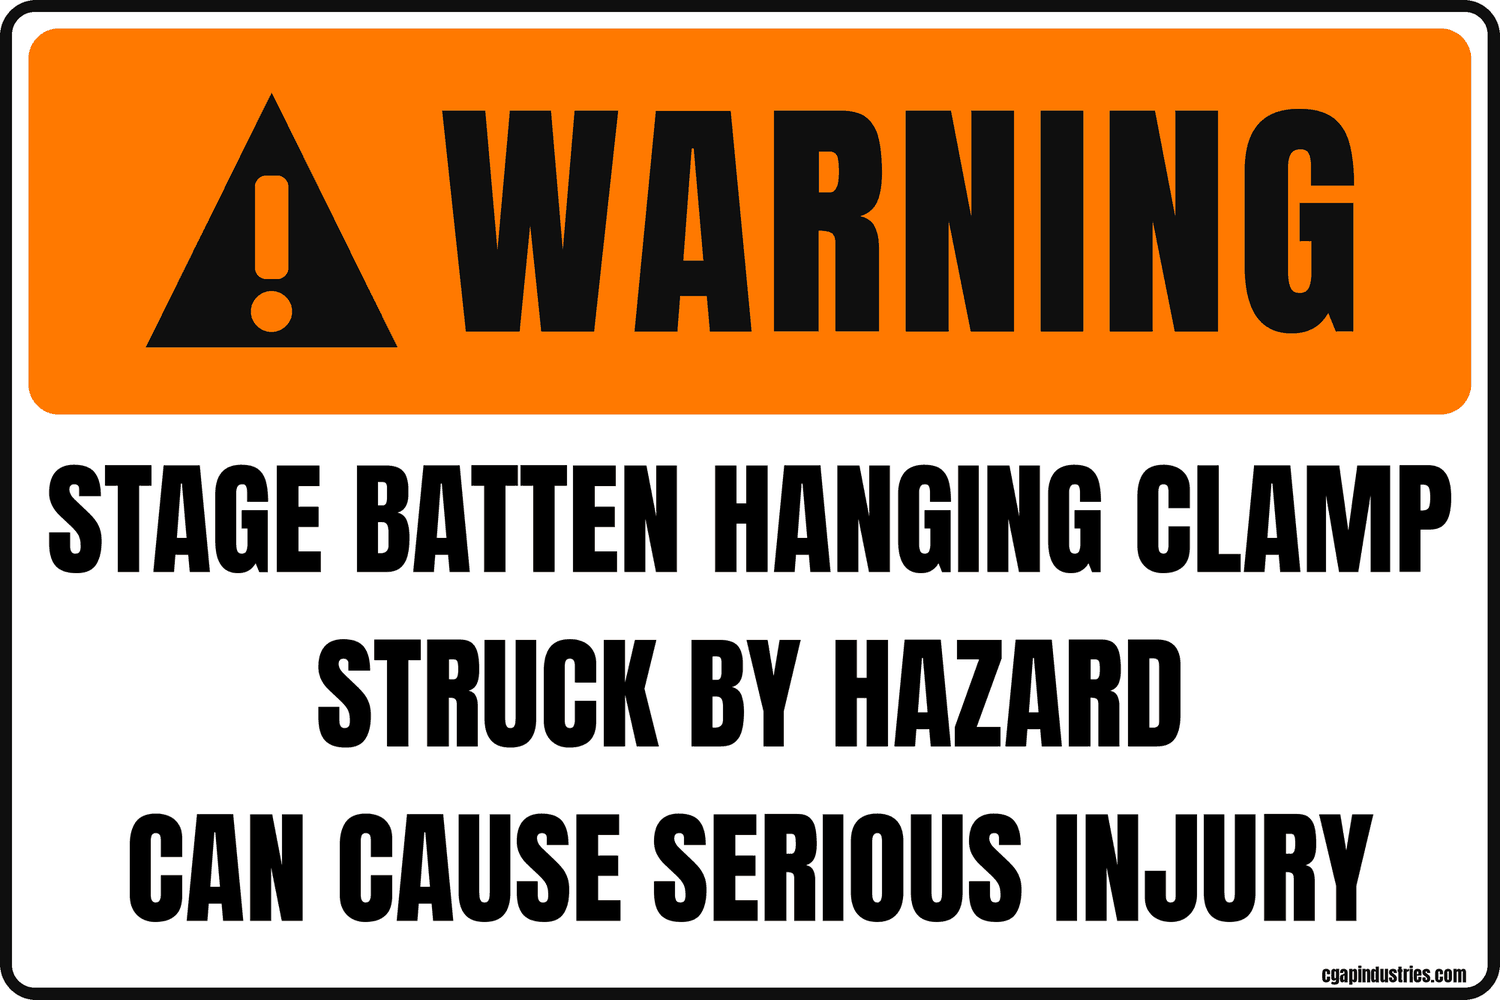 WARNING
STAGE BATTEN HANGING CLAMP
STRUCK BY HAZARD
CAN CAUSE SERIOUS INJURY
cgapindustries.com